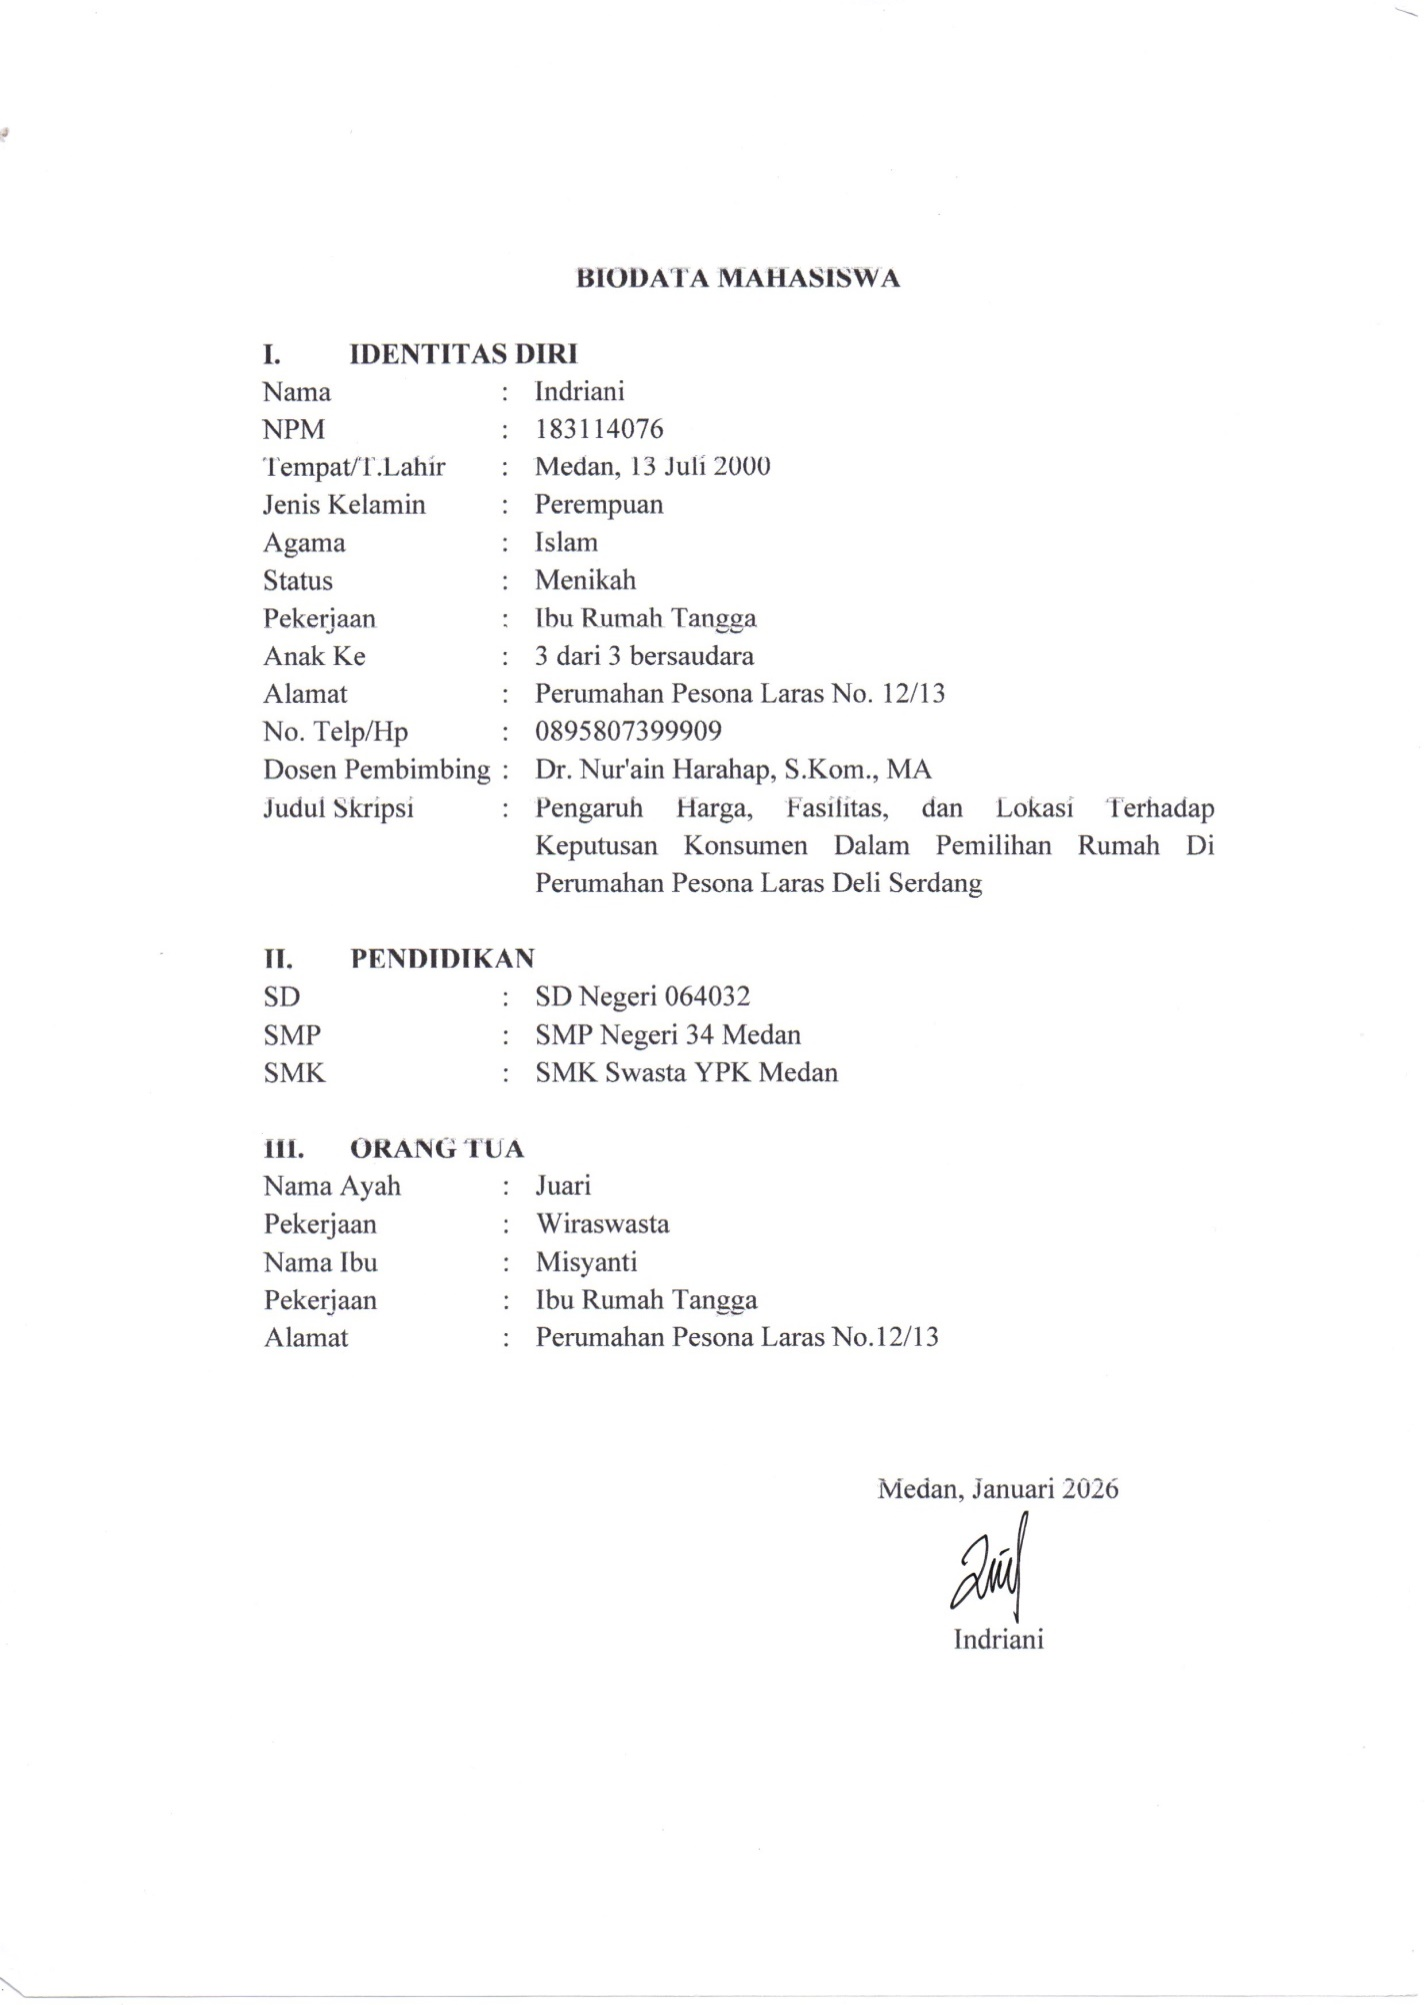 BIODATA MAHASISWA
I. IDENTITAS DIRI
Nama : Indriani
NPM : 183114076
Tempat/T.Lahir : Medan, 13 Juli 2000
Jenis Kelamin : Perempuan
Agama : Islam
Status : Menikah
Pekerjaan : Ibu Rumah Tangga
Anak Ke : 3 dari 3 bersaudara
Alamat : Perumahan Pesona Laras No. 12/13
No. Telp/Hp : 0895807399909
Dosen Pembimbing : Dr. Nur'ain Harahap, S.Kom., MA
Judul Skripsi : Pengaruh Harga, Fasilitas, dan Lokasi Terhadap
Keputusan Konsumen Dalam Pemilihan Rumah Di
Perumahan Pesona Laras Deli Serdang
II. PENDIDIKAN
SD : SD Negeri 064032
SMP : SMP Negeri 34 Medan
SMK : SMK Swasta YPK Medan
III. ORANG TUA
Nama Ayah : Juari
Pekerjaan : Wiraswasta
Nama Ibu : Misyanti
Pekerjaan : Ibu Rumah Tangga
Alamat : Perumahan Pesona Laras No.12/13
Medan, Januari 2026
Indriani